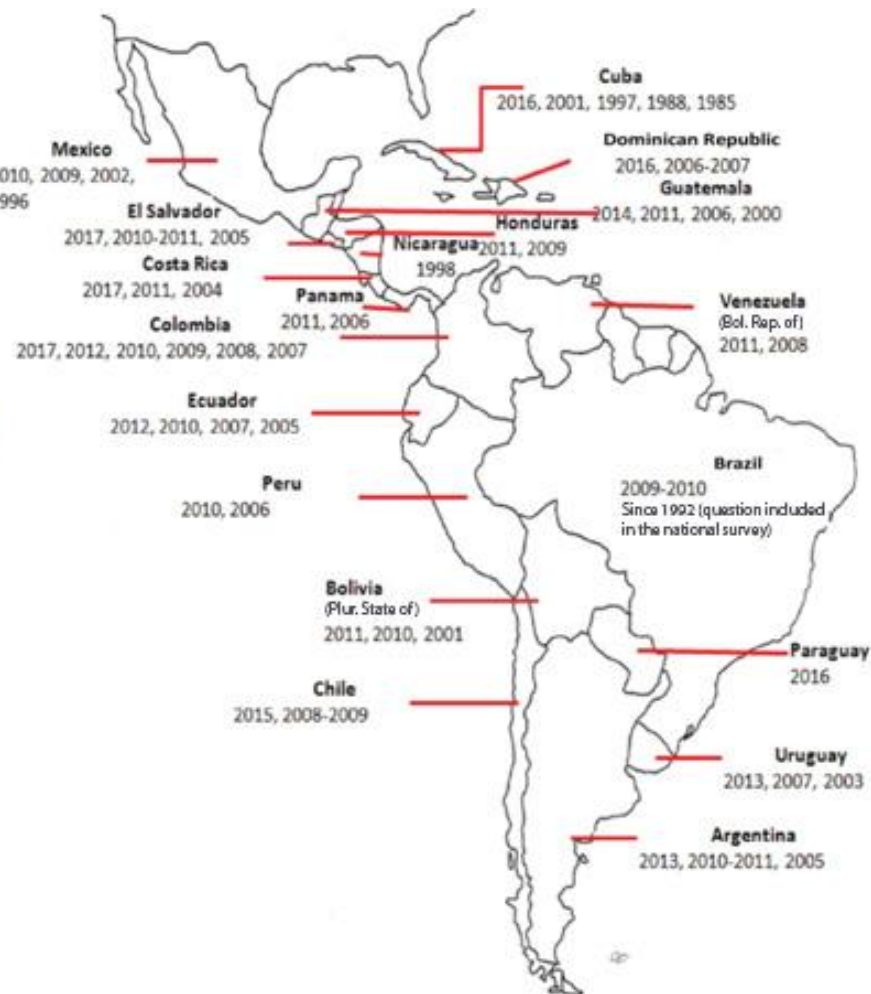 Cuba
2016, 2001, 1997, 1988, 1985
Dominican Republic
2016, 2006-2007
Mexico
2009, 2002,
Guatemala
2014, 2011, 2006, 2000
El Salvador
2017, 2010-2011, 2005
Honduras
2011, 2009
Nicaragua
1998
Costa Rica
2017, 2011, 2004
Panama
2011, 2006
Venezuela
(Bol. Rep. of)
2011, 2008
Colombia
2017, 2012, 2010, 2009, 2008, 2007
Ecuador
2012, 2010, 2007, 2005
Brazil
2009-2010
Since 1992 (question included
in the national survey)
Peru
2010, 2006
Bolivia
(Plur. State of)
2011, 2010, 2001
Paraguay
2016
Chile
2015, 2008-2009
Uruguay
2013, 2007, 2003
Argentina
2013, 2010-2011, 2005